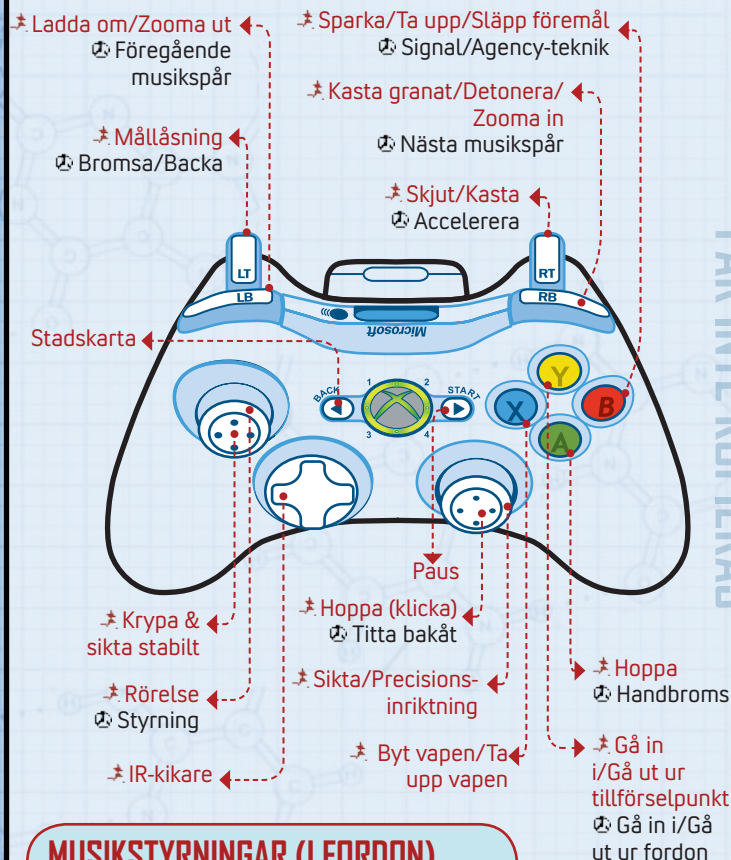 Ladda om/Zooma ut
Föregående
musikspår
Sparka/Ta upp/Släpp föremål
Signal/Agency-teknik
Kasta granat/Detonera/
Zooma in
Nästa musikspår
Mållåsning
Bromsa/Backa
Skjut/Kasta
Accelerera
LT
RT
LB
RB
Microsoft
Stadskarta
BACK
1
2
3
4
START
Y
X
B
A
Paus
Krypa &
sikta stabilt
Hoppa (klicka)
Titta bakåt
Rörelse
Styrning
Sikta/Precisions-
inriktning
IR-kikare
Byt vapen/Ta
upp vapen
Hoppa
Handbroms
Gå in
i/Gå ut ur
tillförselpunkt
Gå in i/Gå
ut ur fordon
MUSIKSTYRNINGAR (I FORDON)